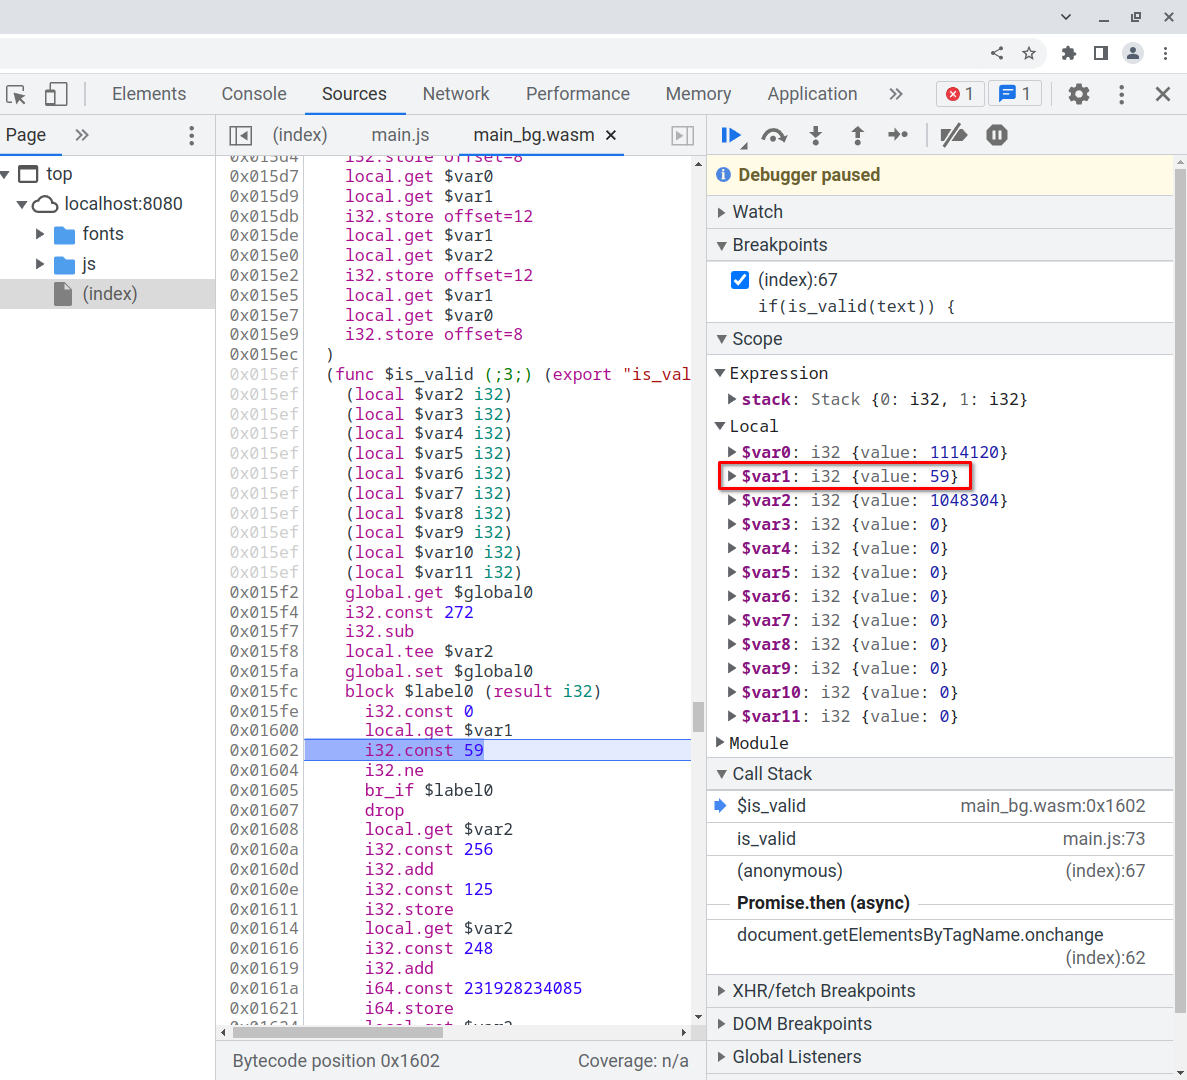 Elements Console Sources Network Performance Memory Application » 1 1
Page » (index) main.js main_bg.wasm ×
top
localhost:8080
fonts
js
(index)
0x015d4 i32.store offset=8
0x015d7 local.get $var0
0x015d9 local.get $var1
0x015db i32.store offset=12
0x015de local.get $var1
0x015e0 local.get $var2
0x015e2 i32.store offset=12
0x015e5 local.get $var1
0x015e7 local.get $var0
0x015e9 i32.store offset=8
0x015ec )
0x015ef (func $is_valid (;3;) (export "is_val
0x015ef (local $var2 i32)
0x015ef (local $var3 i32)
0x015ef (local $var4 i32)
0x015ef (local $var5 i32)
0x015ef (local $var6 i32)
0x015ef (local $var7 i32)
0x015ef (local $var8 i32)
0x015ef (local $var9 i32)
0x015ef (local $var10 i32)
0x015ef (local $var11 i32)
0x015f2 global.get $global0
0x015f4 i32.const 272
0x015f7 i32.sub
0x015f8 local.tee $var2
0x015fa global.set $global0
0x015fc block $label0 (result i32)
0x015fe i32.const 0
0x01600 local.get $var1
0x01602 i32.const 59
0x01604 i32.ne
0x01605 br_if $label0
0x01607 drop
0x01608 local.get $var2
0x0160a i32.const 256
0x0160d i32.add
0x0160e i32.const 125
0x01611 i32.store
0x01614 local.get $var2
0x01616 i32.const 248
0x01619 i32.add
0x0161a i64.const 231928234085
0x01621 i64.store
0x01624 local.get $var2
Bytecode position 0x1602 Coverage: n/a
Debugger paused
Watch
Breakpoints
(index):67
if(is_valid(text)) {
Scope
Expression
stack: Stack {0: i32, 1: i32}
Local
$var0: i32 {value: 1114120}
$var1: i32 {value: 59}
$var2: i32 {value: 1048304}
$var3: i32 {value: 0}
$var4: i32 {value: 0}
$var5: i32 {value: 0}
$var6: i32 {value: 0}
$var7: i32 {value: 0}
$var8: i32 {value: 0}
$var9: i32 {value: 0}
$var10: i32 {value: 0}
$var11: i32 {value: 0}
Module
Call Stack
$is_valid main_bg.wasm:0x1602
is_valid main.js:73
(anonymous) (index):67
Promise.then (async)
document.getElementsByTagName.onchange
(index):62
XHR/fetch Breakpoints
DOM Breakpoints
Global Listeners